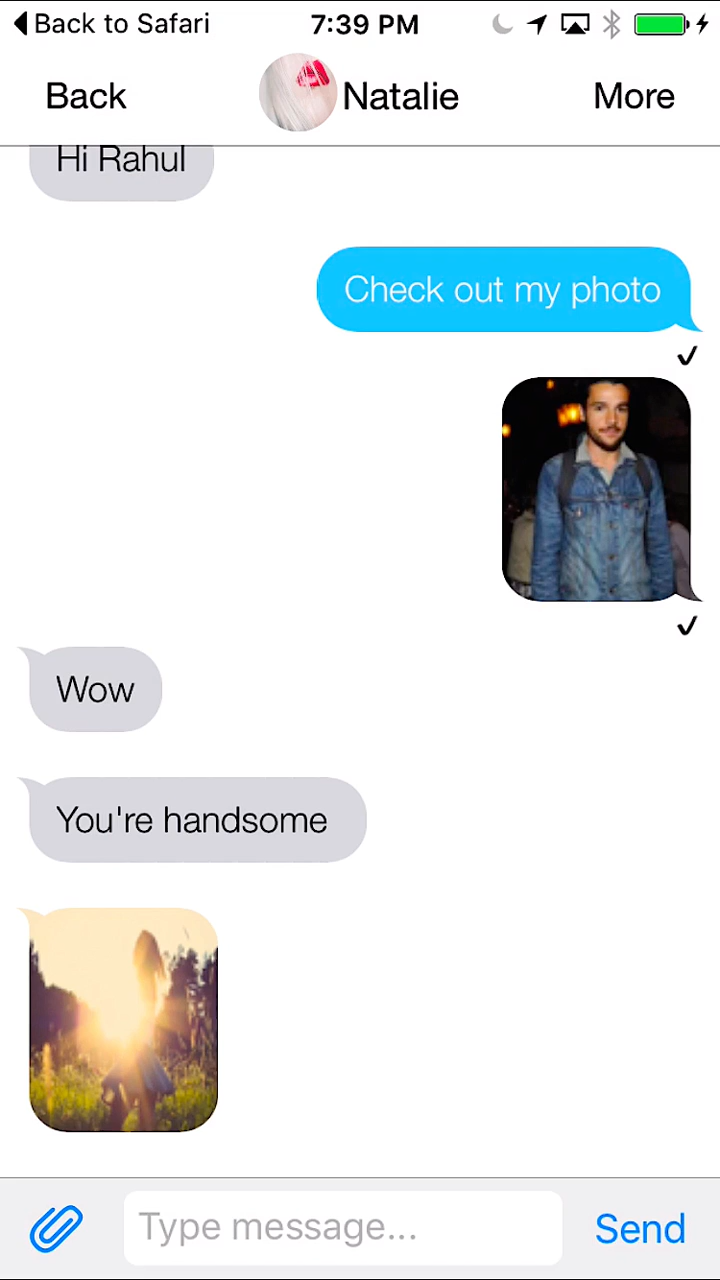 Back to Safari 7:39 PM
Back Natalie More
Hi Rahul
Check out my photo
Wow
You're handsome
Type message... Send